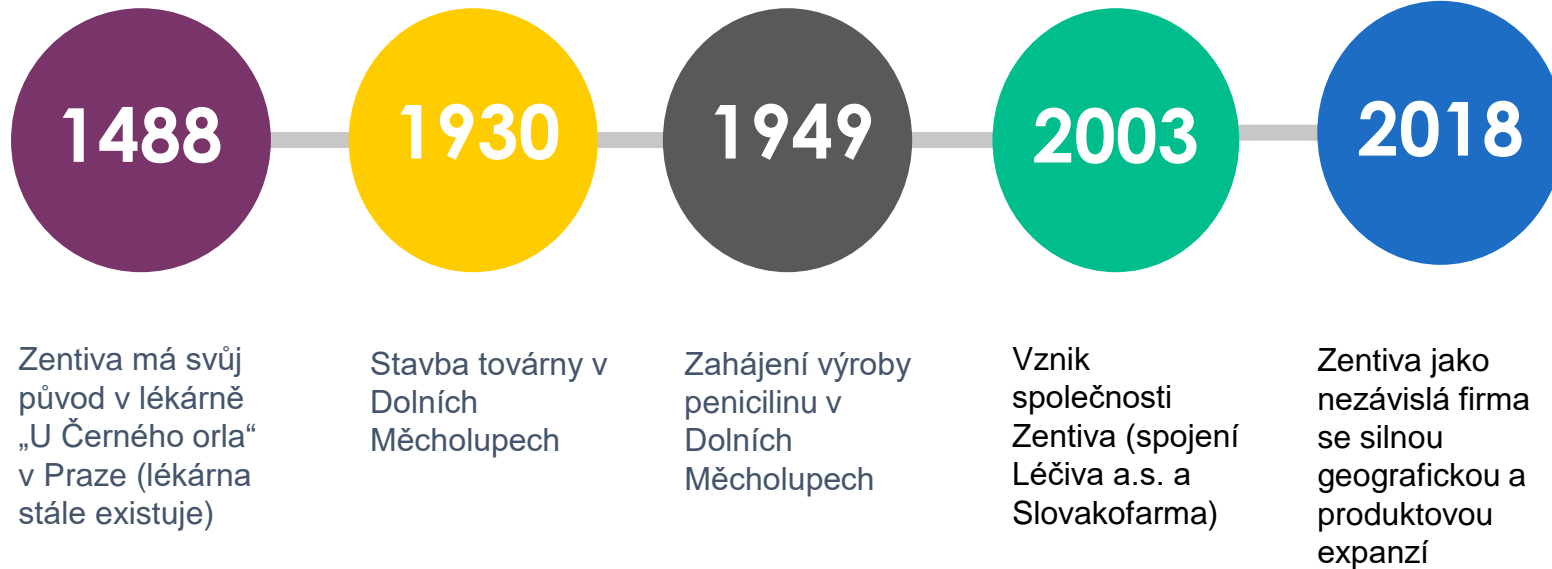 1488
1930
1949
2003
2018
Zentiva má svůj
původ v lékárně
„U Černého orla“
v Praze (lékárna
stále existuje)
Stavba továrny v
Dolních
Měcholupech
Zahájení výroby
penicilinu v
Dolních
Měcholupech
Vznik
společnosti
Zentiva (spojení
Léčiva a.s. a
Slovakofarma)
Zentiva jako
nezávislá firma
se silnou
geografickou a
produktovou
expanzí